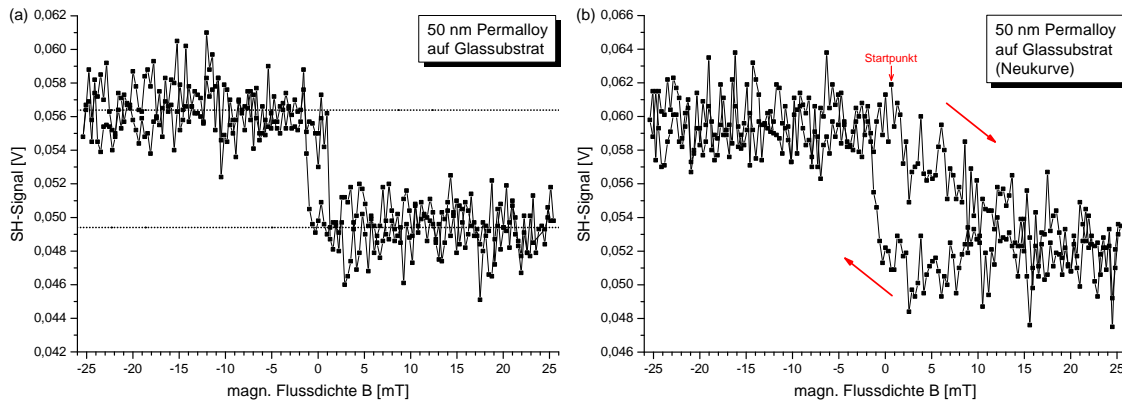 (a)
50 nm Permalloy
auf Glassubstrat
SH-Signal [V]
0,062
0,060
0,058
0,056
0,054
0,052
0,050
0,048
0,046
0,044
0,042
-25 -20 -15 -10 -5 0 5 10 15 20 25
magn. Flussdichte B [mT]
(b)
50 nm Permalloy
auf Glassubstrat
(Neukurve)
Startpunkt
SH-Signal [V]
0,066
0,064
0,062
0,060
0,058
0,056
0,054
0,052
0,050
0,048
0,046
-25 -20 -15 -10 -5 0 5 10 15 20 25
magn. Flussdichte B [mT]